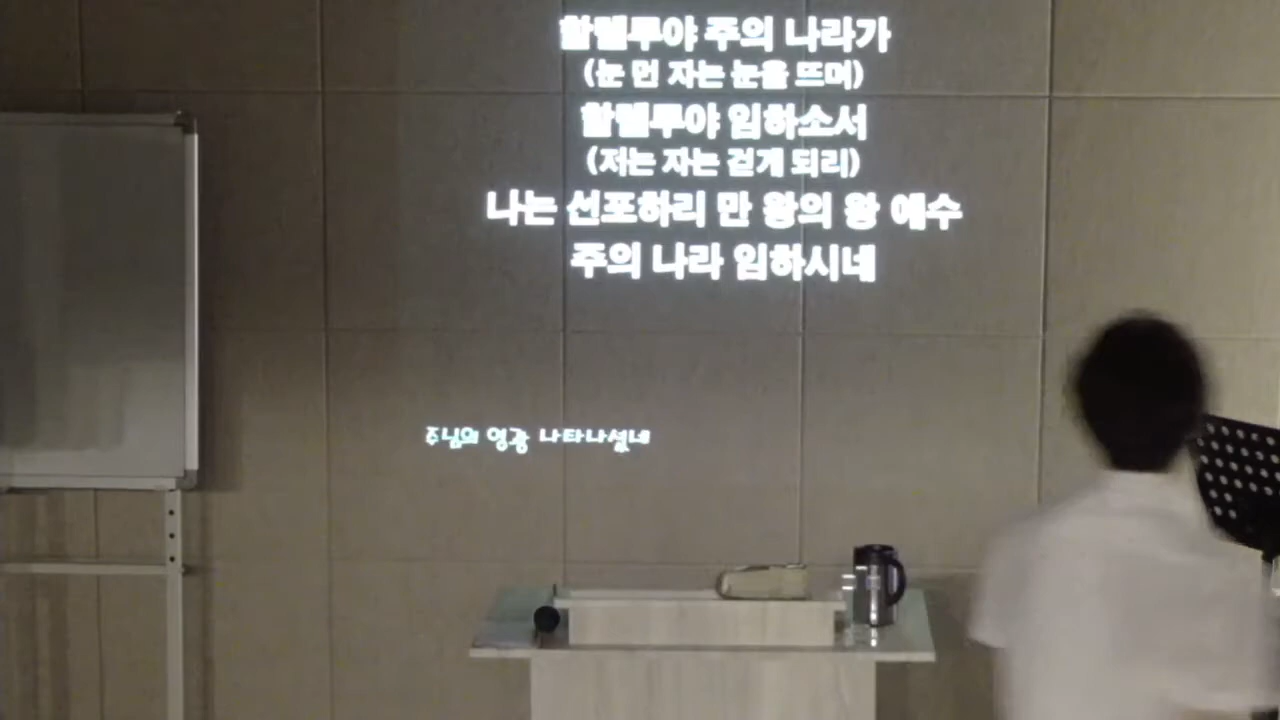 할렐루야 주의 나라가
(눈 먼 자는 눈을 뜨며)
할렐루야 임하소서
(저는 자는 걷게 되리)
나는 선포하리 만 왕의 왕 예수
주의 나라 임하시네
주님의 영광 나타나셨네